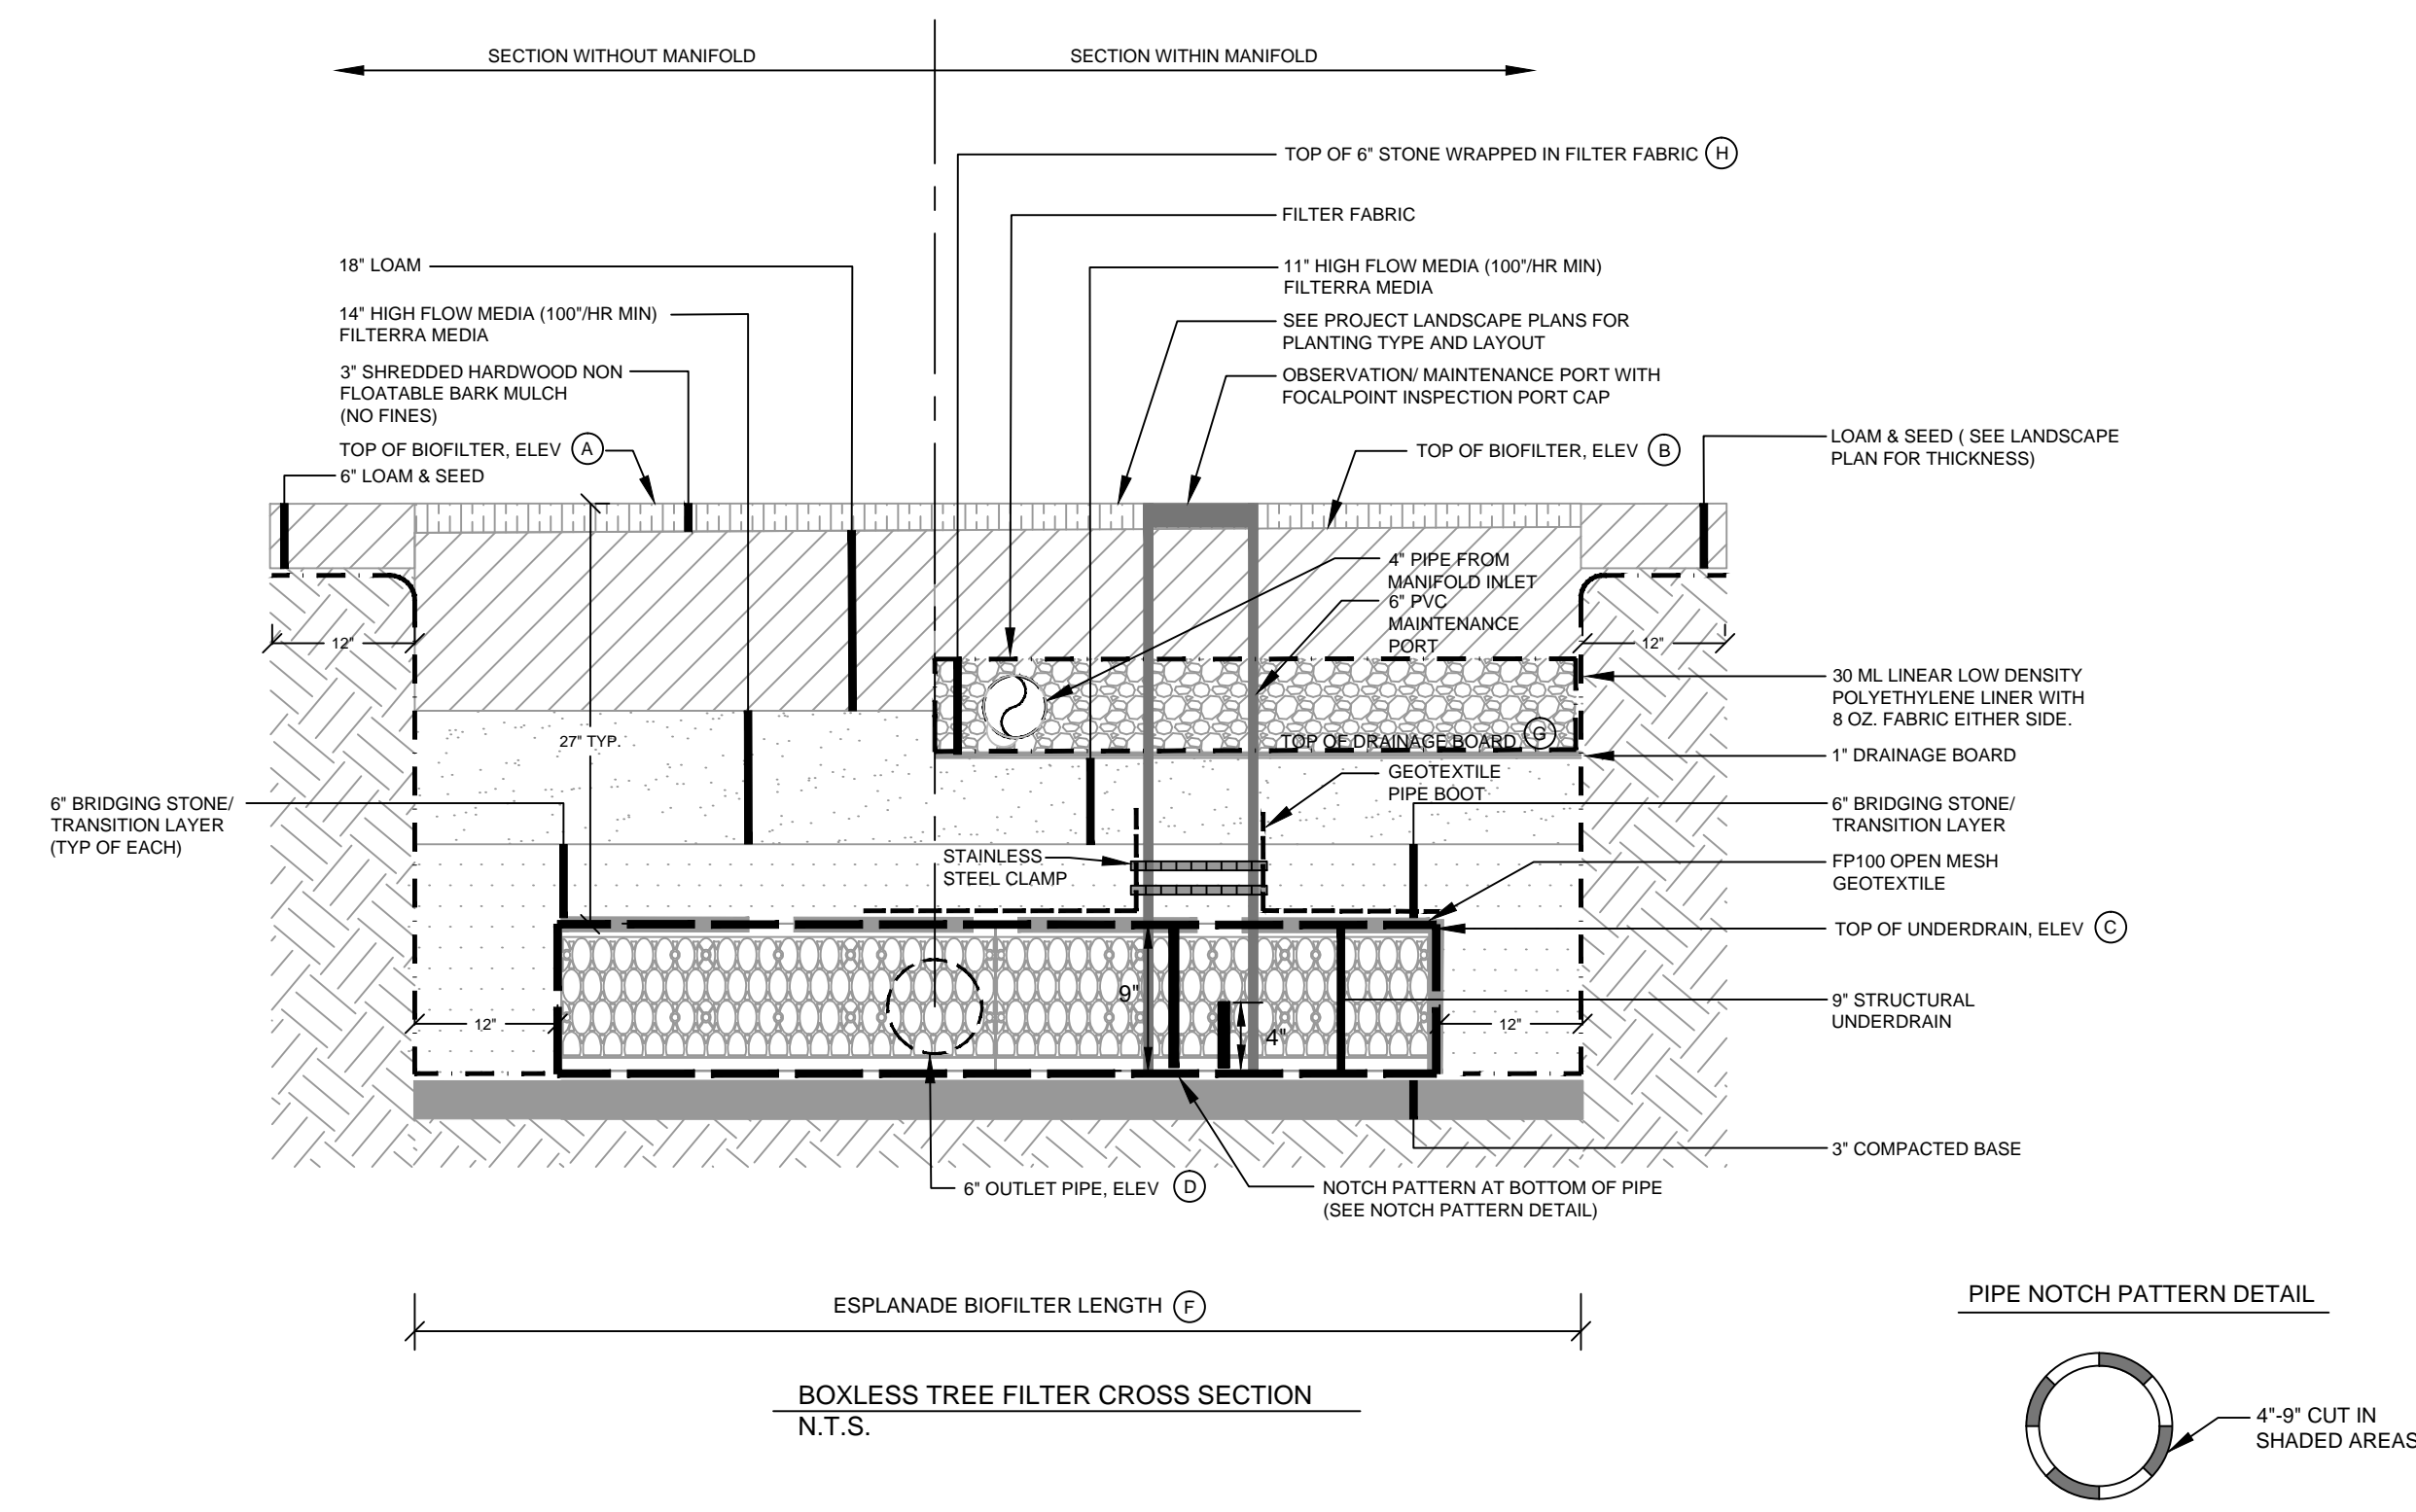 SECTION WITHOUT MANIFOLD
SECTION WITHIN MANIFOLD
TOP OF 6" STONE WRAPPED IN FILTER FABRIC H
FILTER FABRIC
18" LOAM
11" HIGH FLOW MEDIA (100"/HR MIN)
FILTERRA MEDIA
14" HIGH FLOW MEDIA (100"/HR MIN)
FILTERRA MEDIA
SEE PROJECT LANDSCAPE PLANS FOR
PLANTING TYPE AND LAYOUT
3" SHREDDED HARDWOOD NON
FLOATABLE BARK MULCH
(NO FINES)
OBSERVATION/ MAINTENANCE PORT WITH
FOCALPOINT INSPECTION PORT CAP
TOP OF BIOFILTER, ELEV A
TOP OF BIOFILTER, ELEV B
LOAM & SEED ( SEE LANDSCAPE
PLAN FOR THICKNESS)
6" LOAM & SEED
4" PIPE FROM
MANIFOLD INLET
6" PVC
MAINTENANCE
PORT
12"
12"
30 ML LINEAR LOW DENSITY
POLYETHYLENE LINER WITH
8 OZ. FABRIC EITHER SIDE.
27" TYP.
TOP OF DRAINAGE BOARD G
1" DRAINAGE BOARD
GEOTEXTILE
PIPE BOOT
6" BRIDGING STONE/
TRANSITION LAYER
(TYP OF EACH)
6" BRIDGING STONE/
TRANSITION LAYER
STAINLESS
STEEL CLAMP
FP100 OPEN MESH
GEOTEXTILE
TOP OF UNDERDRAIN, ELEV C
9"
9" STRUCTURAL
UNDERDRAIN
12"
4"
12"
3" COMPACTED BASE
6" OUTLET PIPE, ELEV D
NOTCH PATTERN AT BOTTOM OF PIPE
(SEE NOTCH PATTERN DETAIL)
ESPLANADE BIOFILTER LENGTH F
PIPE NOTCH PATTERN DETAIL
BOXLESS TREE FILTER CROSS SECTION
N.T.S.
4"-9" CUT IN
SHADED AREAS